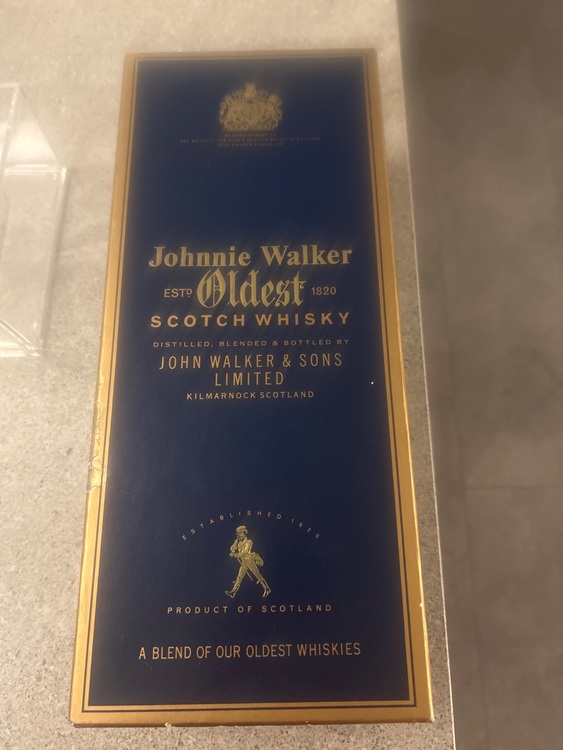 Johnnie Walker
ESTD Oldest 1820
SCOTCH WHISKY
DISTILLED, BLENDED & BOTTLED BY
JOHN WALKER & SONS
LIMITED
KILMARNOCK SCOTLAND
ESTABLISHED 1820
PRODUCT OF SCOTLAND
A BLEND OF OUR OLDEST WHISKIES